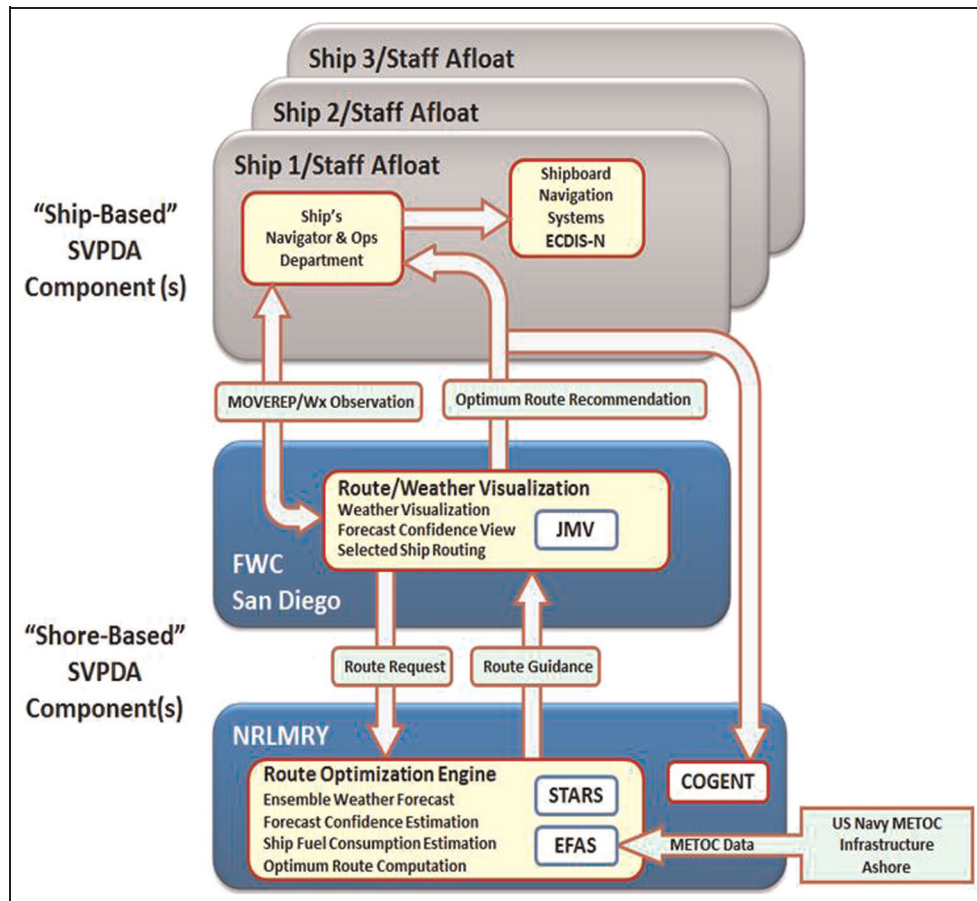 Ship 3/Staff Afloat
Ship 2/Staff Afloat
Ship 1/Staff Afloat
"Ship-Based"
SVPDA
Component (s)
Ship's
Navigator & Ops
Department
Shipboard
Navigation
Systems
ECDIS-N
MOVEREP/Wx Observation
Optimum Route Recommendation
Route/Weather Visualization
Weather Visualization
Forecast Confidence View
Selected Ship Routing
JMV
FWC
San Diego
"Shore-Based"
SVPDA
Component(s)
Route Request
Route Guidance
NRLMRY
Route Optimization Engine
Ensemble Weather Forecast
Forecast Confidence Estimation
Ship Fuel Consumption Estimation
Optimum Route Computation
STARS
EFAS
COGENT
METOC Data
US Navy METOC
Infrastructure
Ashore